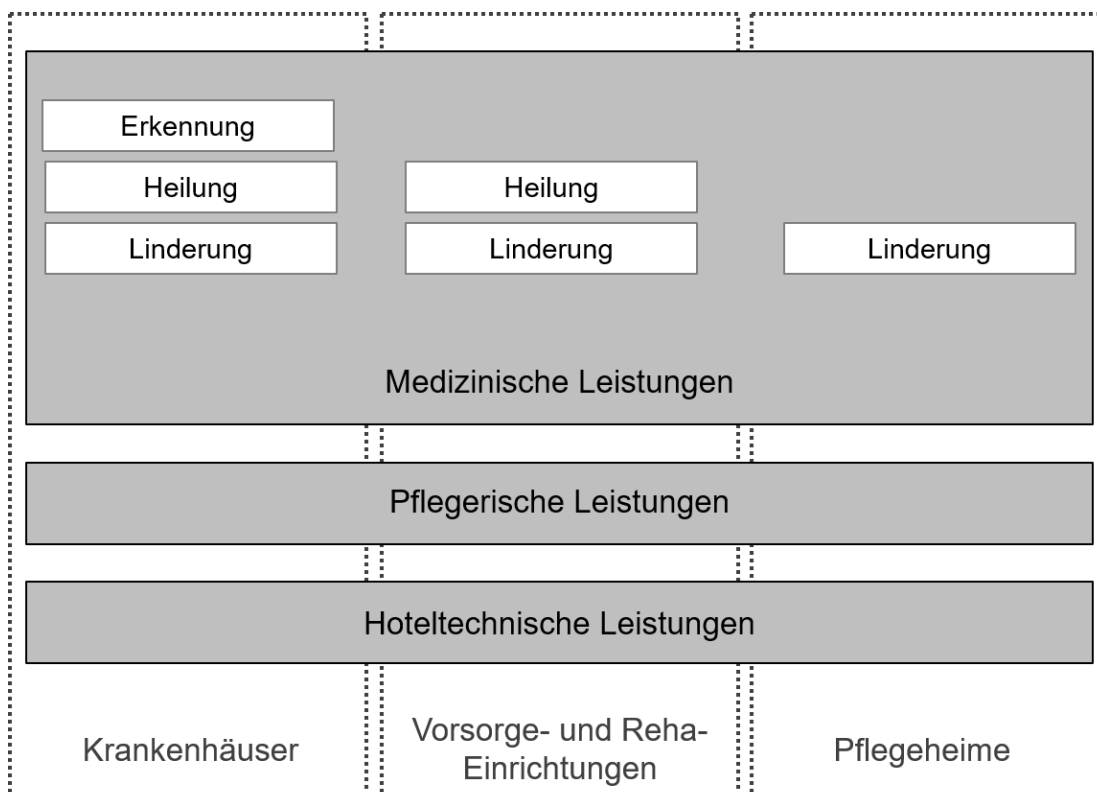 Erkennung
Heilung
Heilung
Linderung
Linderung
Linderung
Medizinische Leistungen
Pflegerische Leistungen
Hoteltechnische Leistungen
Krankenhäuser
Vorsorge- und Reha-
Einrichtungen
Pflegeheime